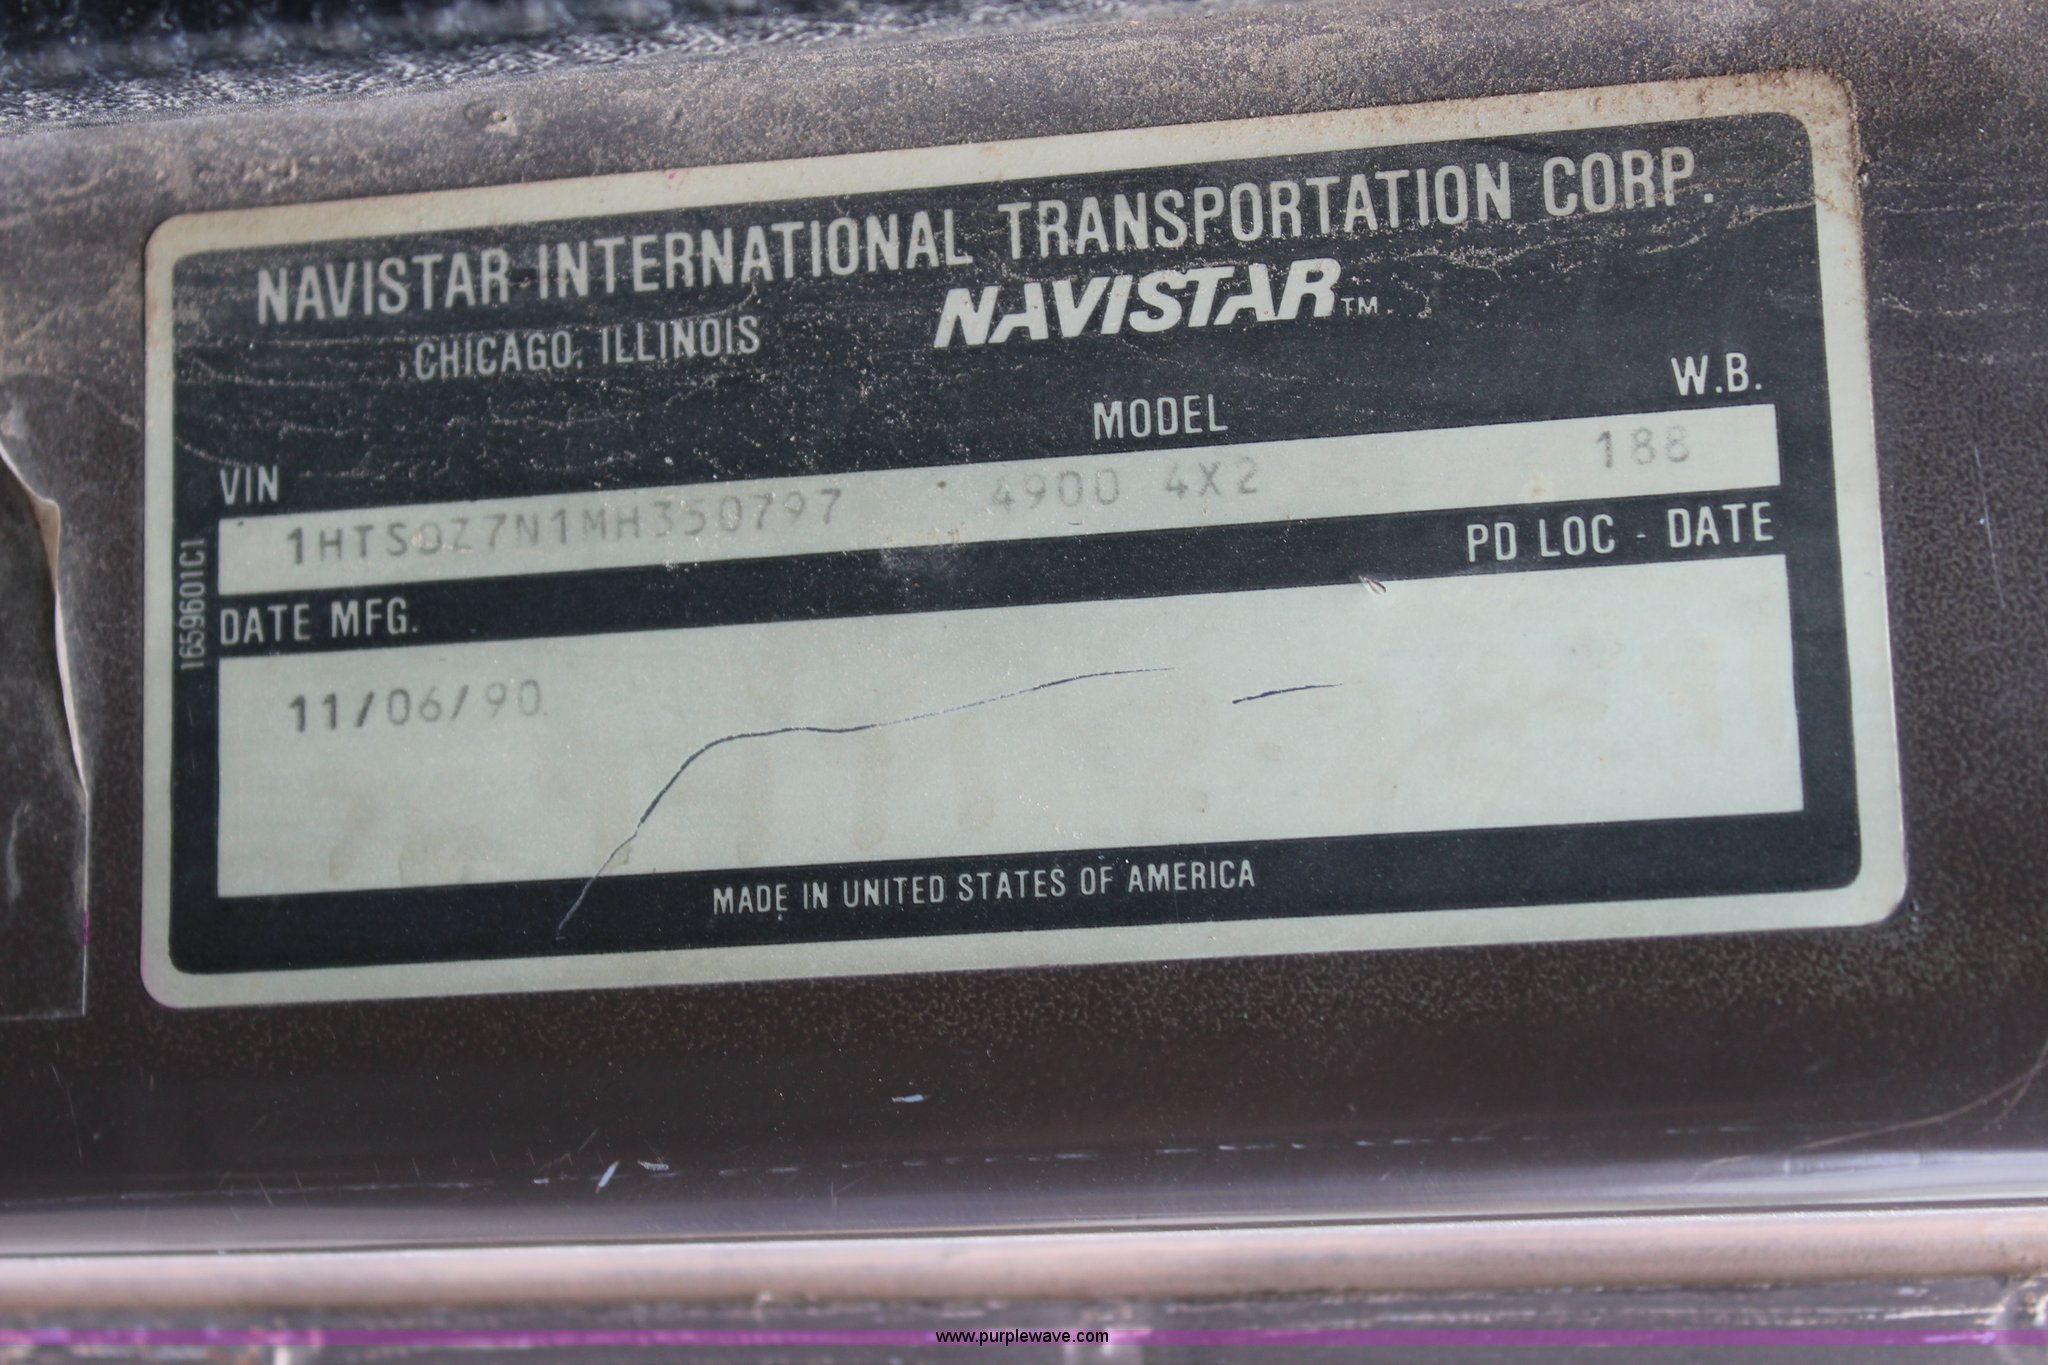 NAVISTAR INTERNATIONAL TRANSPORTATION CORP.
CHICAGO, ILLINOIS NAVISTAR™
VIN MODEL W.B.
1HTSDZ7N1MH350797 4900 4X2 188
DATE MFG. PD LOC - DATE
11/06/90
1659601C1
MADE IN UNITED STATES OF AMERICA
www.purplewave.com